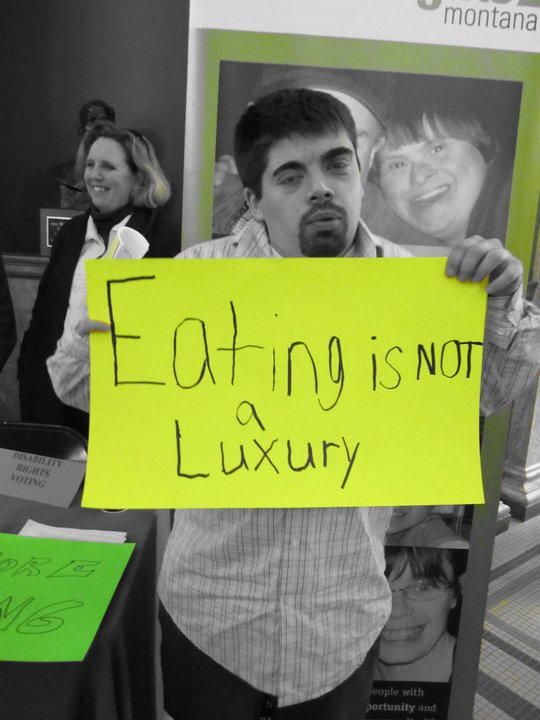 montana
Eating is NOT
a
Luxury
DISABILITY
RIGHTS
VOTING
people with
portunity and